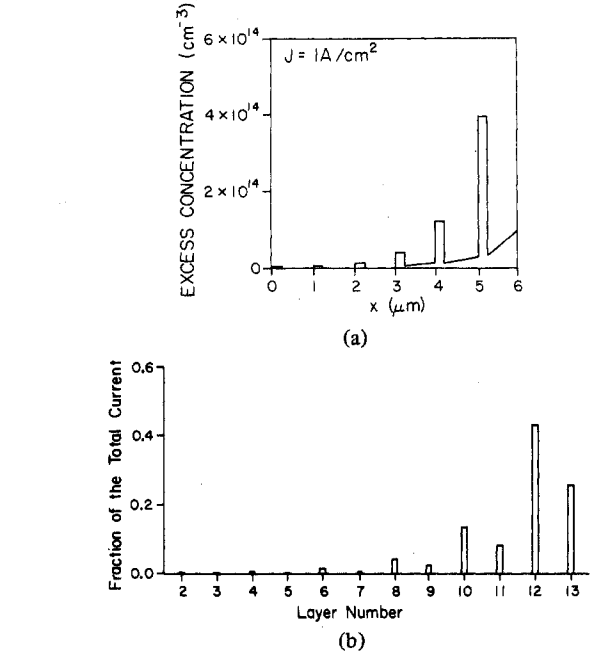 EXCESS CONCENTRATION (cm⁻³)
6×10¹⁴
J = 1A/cm²
4×10¹⁴
2×10¹⁴
0
0 1 2 3 4 5 6
x (μm)
(a)
Fraction of the Total Current
0.6
0.4
0.2
0.0
2 3 4 5 6 7 8 9 10 11 12 13
Layer Number
(b)